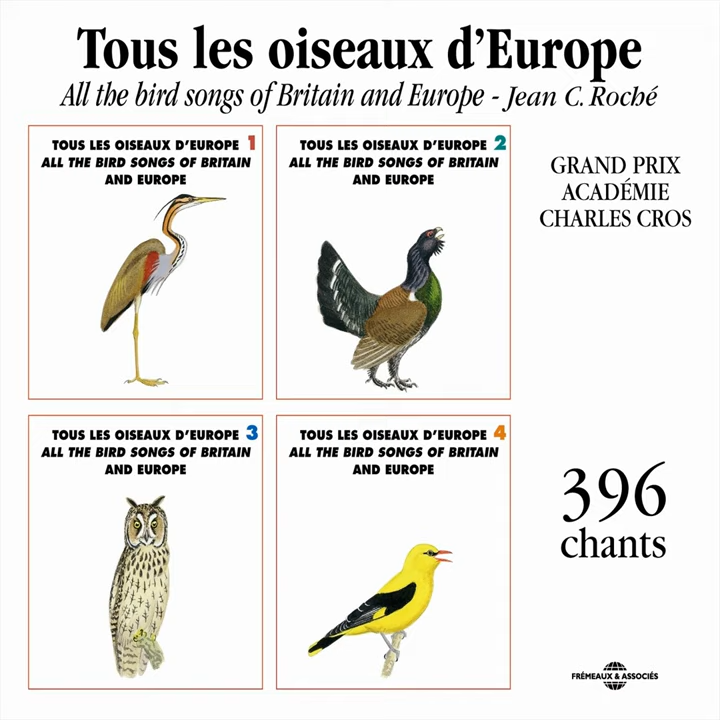 Tous les oiseaux d'Europe
All the bird songs of Britain and Europe - Jean C. Roché
TOUS LES OISEAUX D'EUROPE 1
ALL THE BIRD SONGS OF BRITAIN
AND EUROPE
TOUS LES OISEAUX D'EUROPE 2
ALL THE BIRD SONGS OF BRITAIN
AND EUROPE
GRAND PRIX
ACADÉMIE
CHARLES CROS
TOUS LES OISEAUX D'EUROPE 3
ALL THE BIRD SONGS OF BRITAIN
AND EUROPE
TOUS LES OISEAUX D'EUROPE 4
ALL THE BIRD SONGS OF BRITAIN
AND EUROPE
396
chants
FRÉMEAUX & ASSOCIÉS